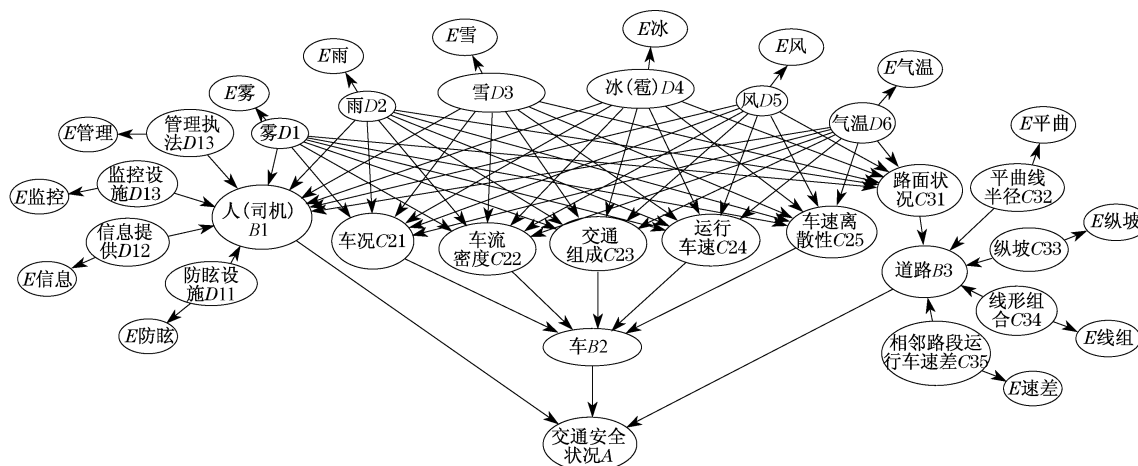 E雪
E冰
E雨
E风
E气温
E雾
雪D3
冰(雹)D4
雨D2
风D5
E平曲
E管理
管理执
法D13
雾D1
气温D6
监控设
施D13
E监控
人(司机)
B1
路面状
况C31
平曲线
半径C32
E纵坡
信息提
供D12
E信息
车况C21
车流
密度C22
交通
组成C23
运行
车速C24
车速离
散性C25
纵坡C33
道路B3
防眩设
施D11
E防眩
线形组
合C34
E线组
车B2
相邻路段运
行车速差C35
E速差
交通安全
状况A